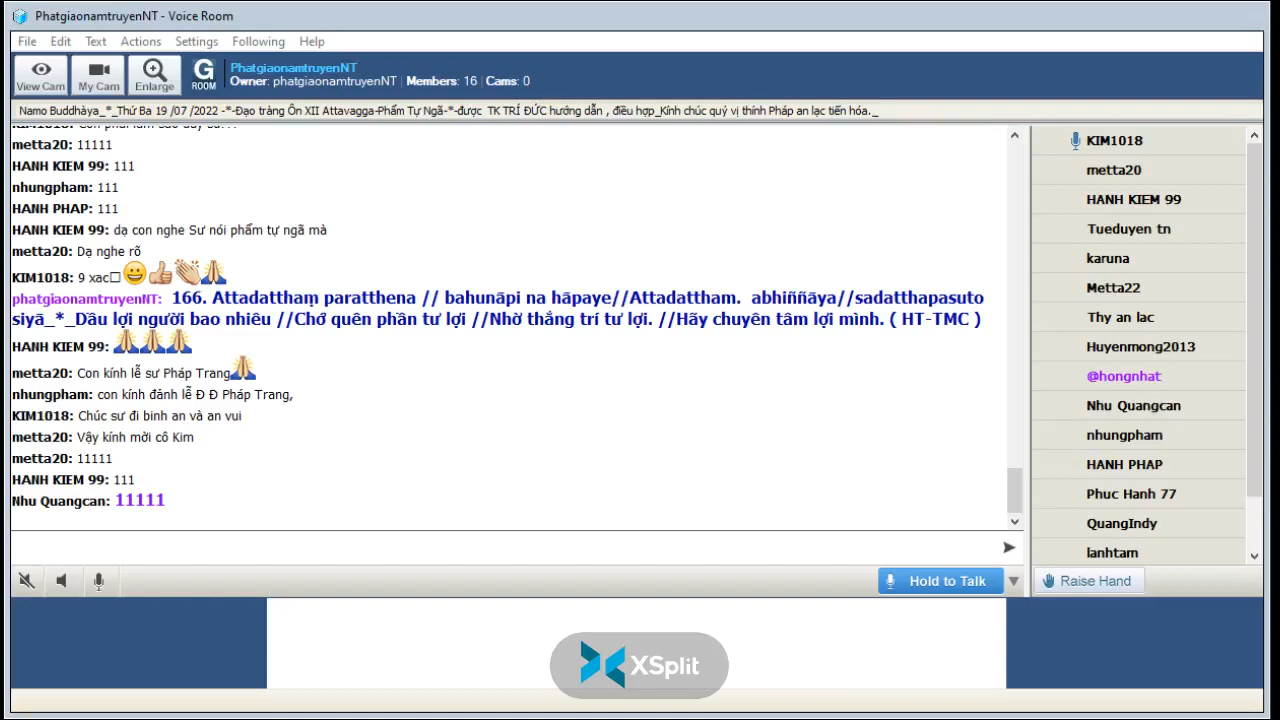 PhatgiaonamtruyenNT - Voice Room
File Edit Text Actions Settings Following Help
View Cam
My Cam
Enlarge
G
ROOM
PhatgiaonamtruyenNT
Owner: phatgiaonamtruyenNT | Members: 16 | Cams: 0
Namo Buddhàya_*_Thứ Ba 19 /07 /2022 -*-Đạo tràng Ôn XII Attavagga-Phẩm Tự Ngã-*-được TK TRÍ ĐỨC hướng dẫn , điều hợp_Kính chúc quý vị thính Pháp an lạc tiến hóa._
metta20: 11111
HANH KIEM 99: 111
nhungpham: 111
HANH PHAP: 111
HANH KIEM 99: dạ con nghe Sư nói phẩm tự ngã mà
metta20: Dạ nghe rõ
KIM1018: 9 xac
phatgiaonamtruyenNT: 166. Attadatthaṃ paratthena // bahunāpi na hāpaye//Attadattham. abhiññāya//sadatthapasuto
siyā_*_Dầu lợi người bao nhiêu //Chớ quên phần tư lợi //Nhờ thắng trí tư lợi. //Hãy chuyên tâm lợi mình. ( HT-TMC )
HANH KIEM 99:
metta20: Con kính lễ sư Pháp Trang
nhungpham: con kính đảnh lễ Đ Đ Pháp Trang,
KIM1018: Chúc sư đi binh an và an vui
metta20: Vậy kính mời cô Kim
metta20: 11111
HANH KIEM 99: 111
Nhu Quangcan: 11111
Hold to Talk
KIM1018
metta20
HANH KIEM 99
Tueduyen tn
karuna
Metta22
Thy an lac
Huyenmong2013
@hongnhat
Nhu Quangcan
nhungpham
HANH PHAP
Phuc Hanh 77
QuangIndy
lanhtam
Raise Hand
XSplit